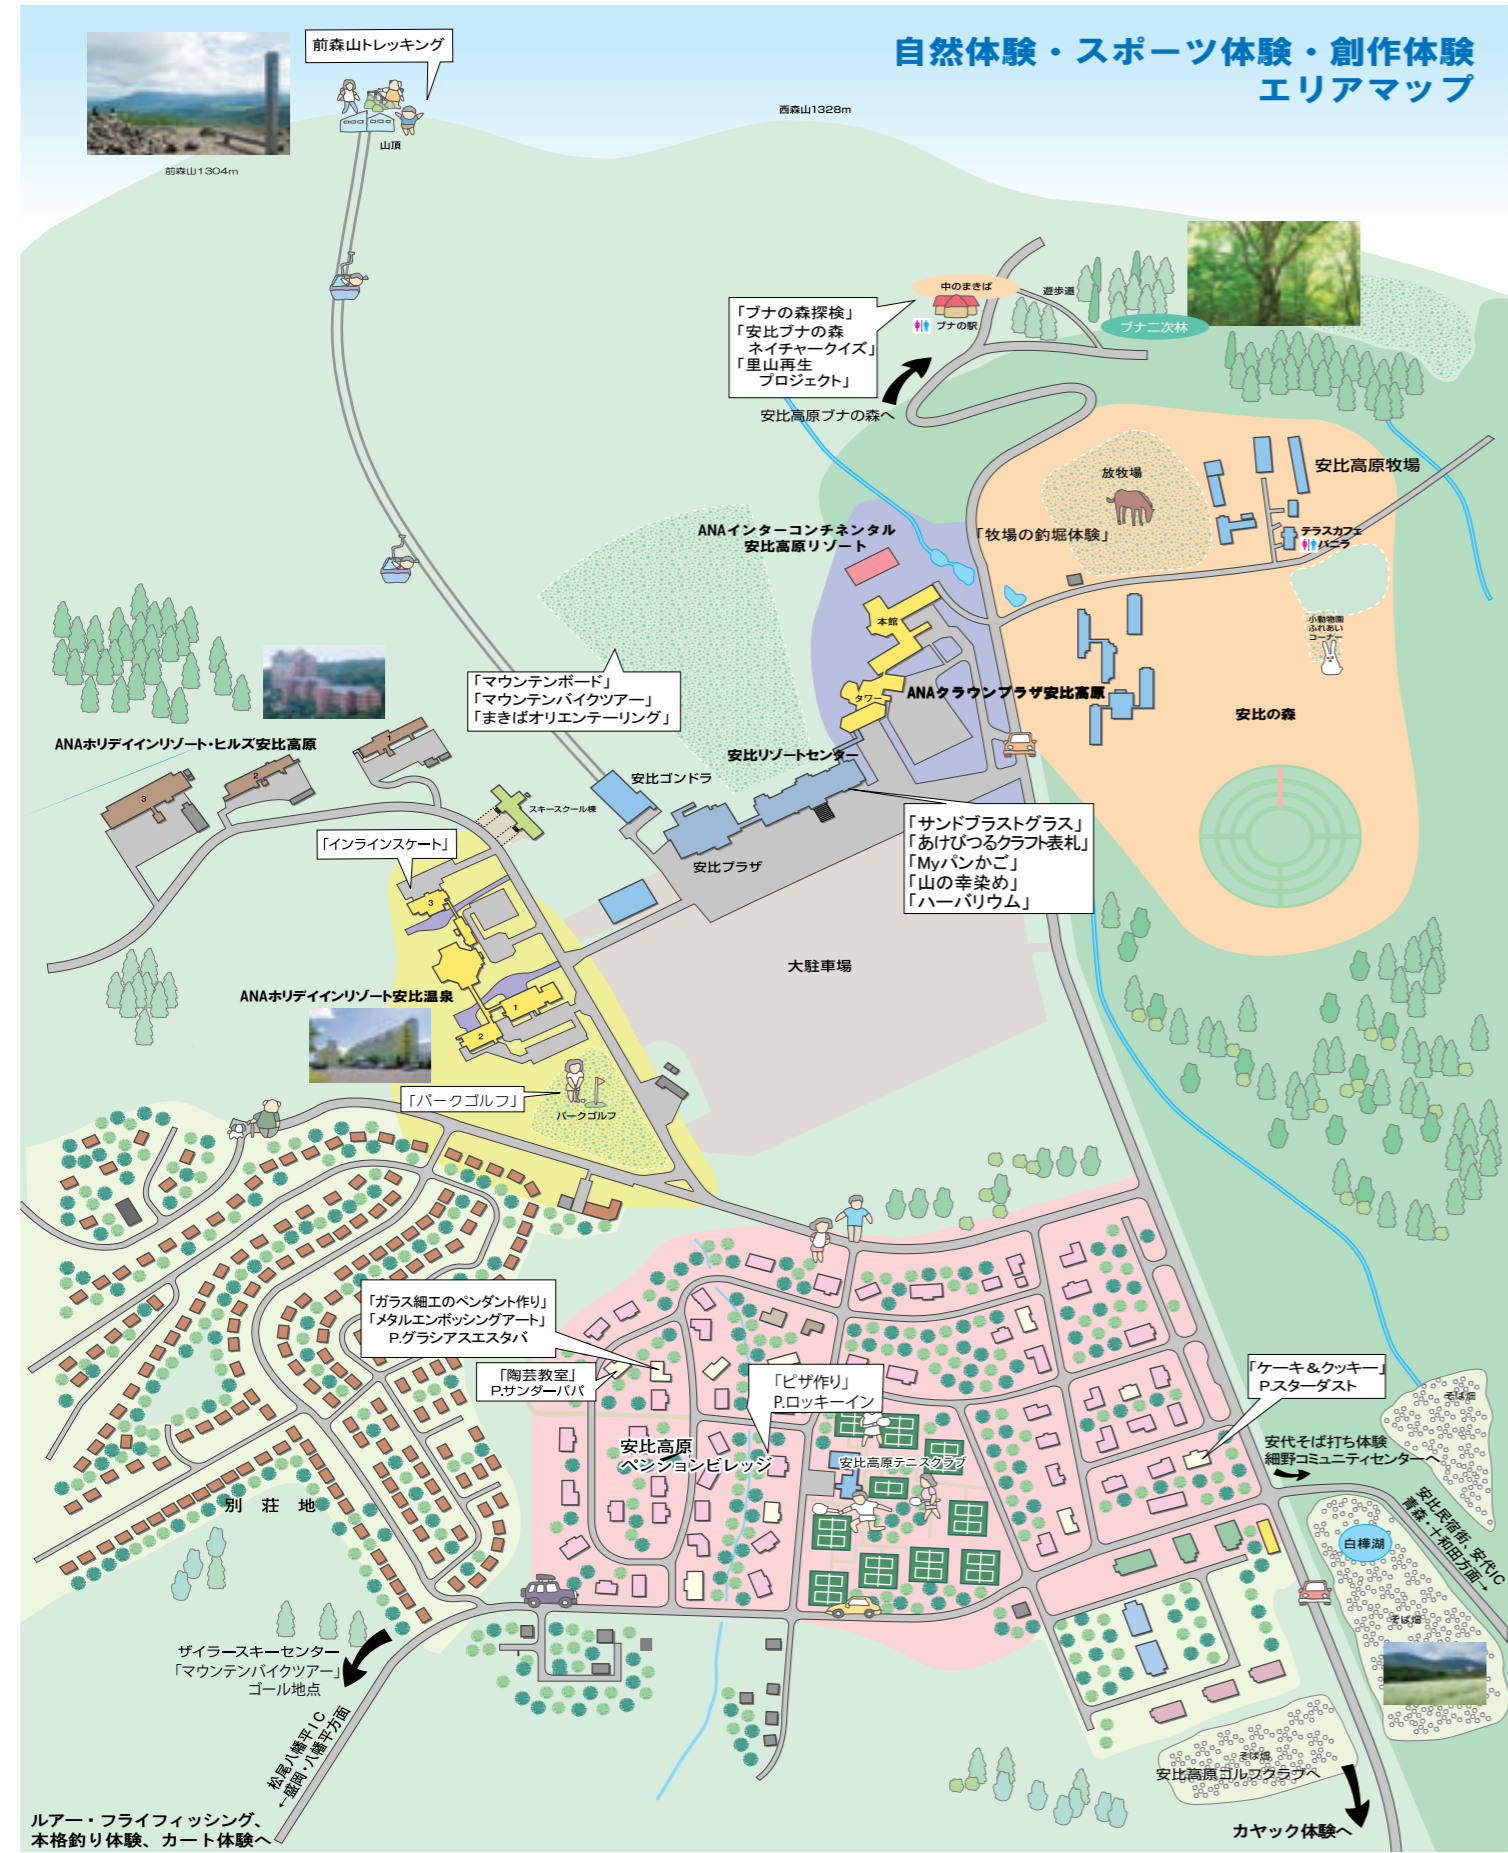 自然体験・スポーツ体験・創作体験
エリアマップ
前森山トレッキング
山頂
前森山1304m
西森山1328m
中のまきば
ブナの駅
遊歩道
ブナ二次林
「ブナの森探検」
「安比ブナの森
ネイチャークイズ」
「里山再生
プロジェクト」
安比高原ブナの森へ
放牧場
安比高原牧場
「牧場の釣堀体験」
テラスカフェ
バニラ
小動物園
ふれあい
コーナー
安比の森
ANAインターコンチネンタル
安比高原リゾート
本館
タワー
ANAクラウンプラザ安比高原
「マウンテンボード」
「マウンテンバイクツアー」
「まきばオリエンテーリング」
安比リゾートセンター
安比ゴンドラ
安比プラザ
スキースクール棟
ANAホリデイインリゾート・ヒルズ安比高原
1
2
3
「サンドブラストグラス」
「あけびつるクラフト表札」
「Myパンかご」
「山の幸染め」
「ハーバリウム」
「インラインスケート」
3
大駐車場
ANAホリデイインリゾート安比温泉
1
2
「パークゴルフ」
パークゴルフ
「ガラス細工のペンダント作り」
「メタルエンボッシングアート」
P.グラシアスエスタバ
「陶芸教室」
P.サンダーパパ
「ピザ作り」
P.ロッキーイン
「ケーキ&クッキー」
P.スターダスト
安比高原
ペンションビレッジ
安比高原テニスクラブ
別荘地
そば畑
安代そば打ち体験
細野コミュニティセンターへ
安比民宿街、安代IC
青森・十和田方面→
白樺湖
そば畑
ザイラースキーセンター
「マウンテンバイクツアー」
ゴール地点
松尾八幡平IC
←盛岡・八幡平方面
そば畑
安比高原ゴルフクラブへ
カヤック体験へ
ルアー・フライフィッシング、
本格釣り体験、カート体験へ